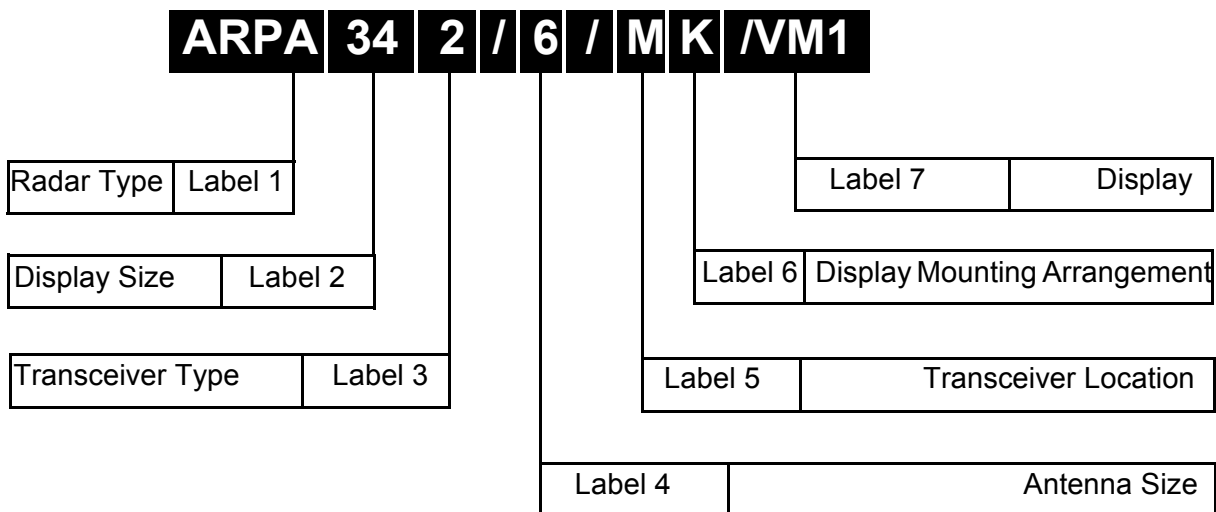 ARPA 34 2 / 6 / M K /VM1
Radar Type Label 1
Label 7 Display
Display Size Label 2
Label 6 Display Mounting Arrangement
Transceiver Type Label 3
Label 5 Transceiver Location
Label 4 Antenna Size